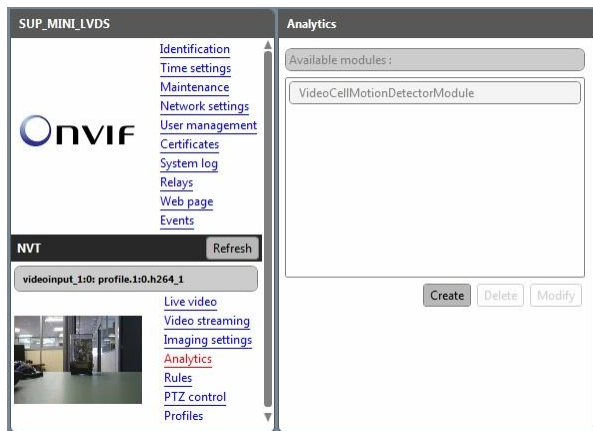 SUP_MINI_LVDS
Identification
Time settings
Maintenance
Network settings
User management
Certificates
System log
Relays
Web page
Events
Onvif
NVT
Refresh
videoinput_1:0: profile.1:0.h264_1
Live video
Video streaming
Imaging settings
Analytics
Rules
PTZ control
Profiles
Analytics
Available modules :
VideoCellMotionDetectorModule
Create
Delete
Modify